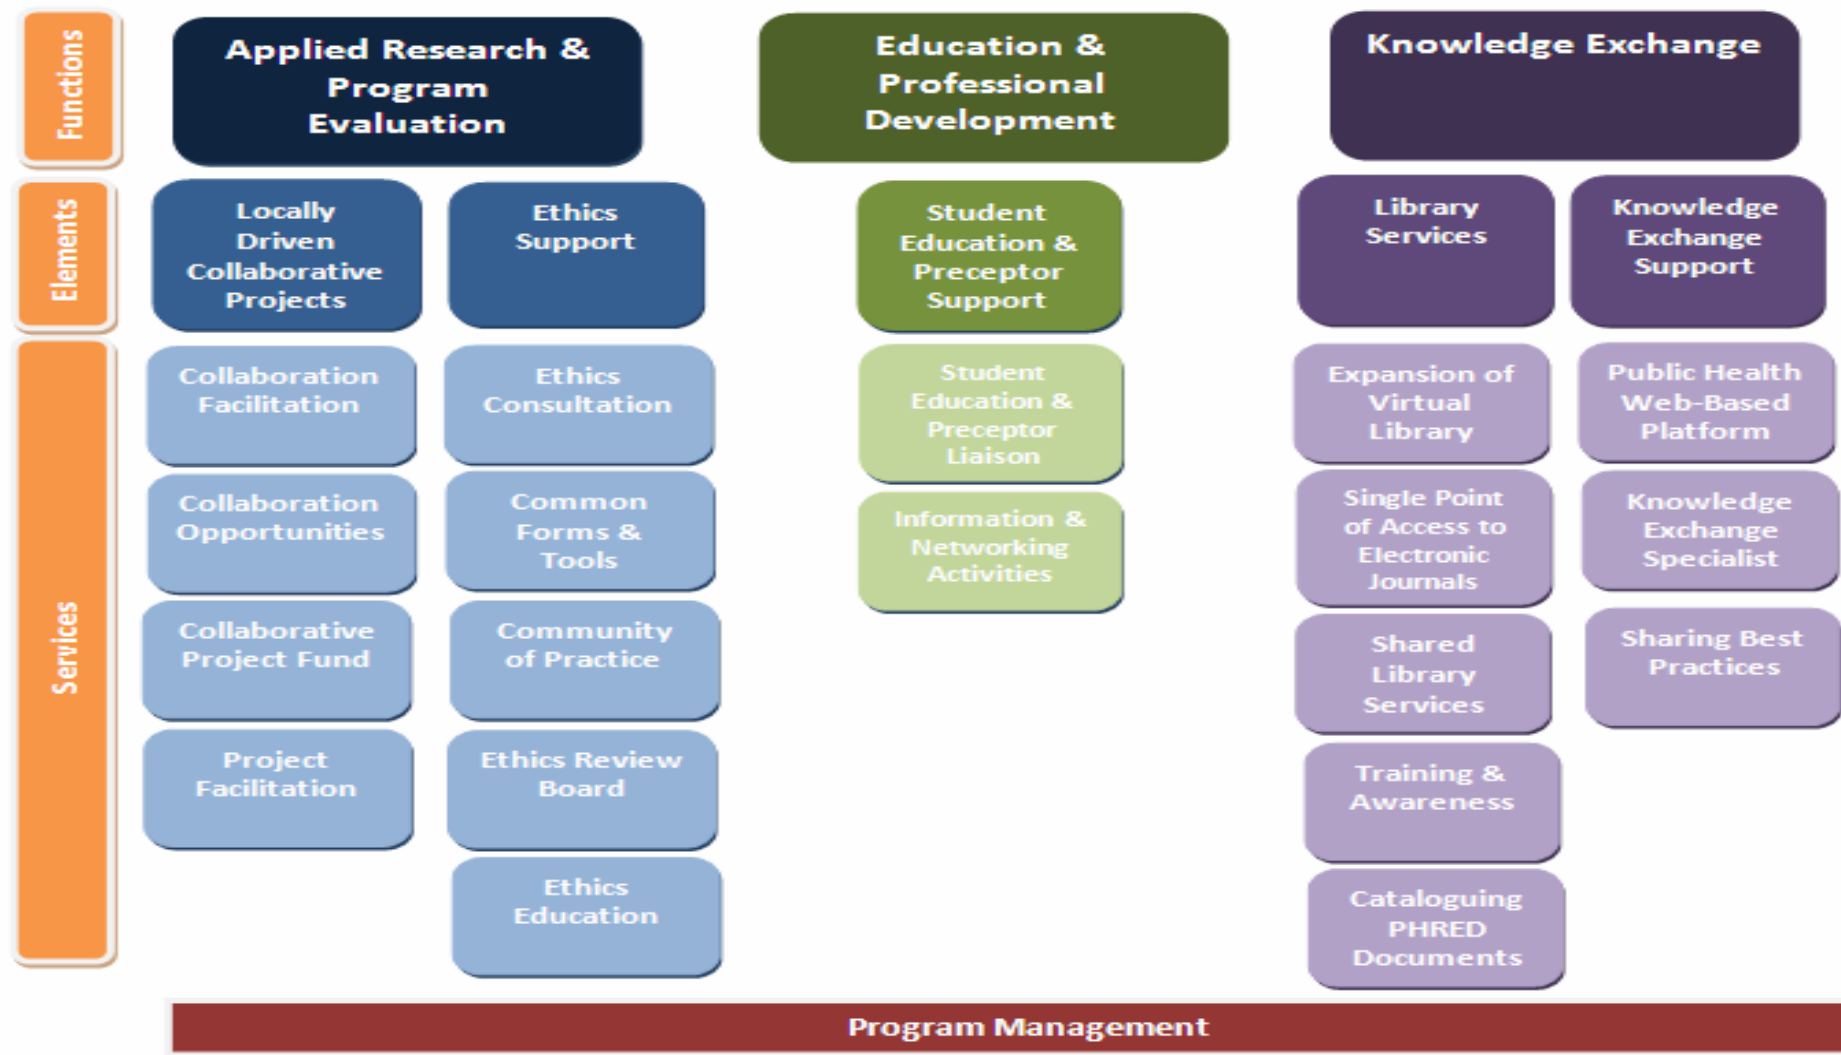 Functions
Applied Research &
Program
Evaluation
Education &
Professional
Development
Knowledge Exchange
Elements
Locally
Driven
Collaborative
Projects
Ethics
Support
Student
Education &
Preceptor
Support
Library
Services
Knowledge
Exchange
Support
Services
Collaboration
Facilitation
Collaboration
Opportunities
Collaborative
Project Fund
Project
Facilitation
Ethics
Consultation
Common
Forms &
Tools
Community
of Practice
Ethics Review
Board
Ethics
Education
Student
Education &
Preceptor
Liaison
Information &
Networking
Activities
Expansion of
Virtual
Library
Single Point
of Access to
Electronic
Journals
Shared
Library
Services
Training &
Awareness
Cataloguing
PHRED
Documents
Public Health
Web-Based
Platform
Knowledge
Exchange
Specialist
Sharing Best
Practices
Program Management